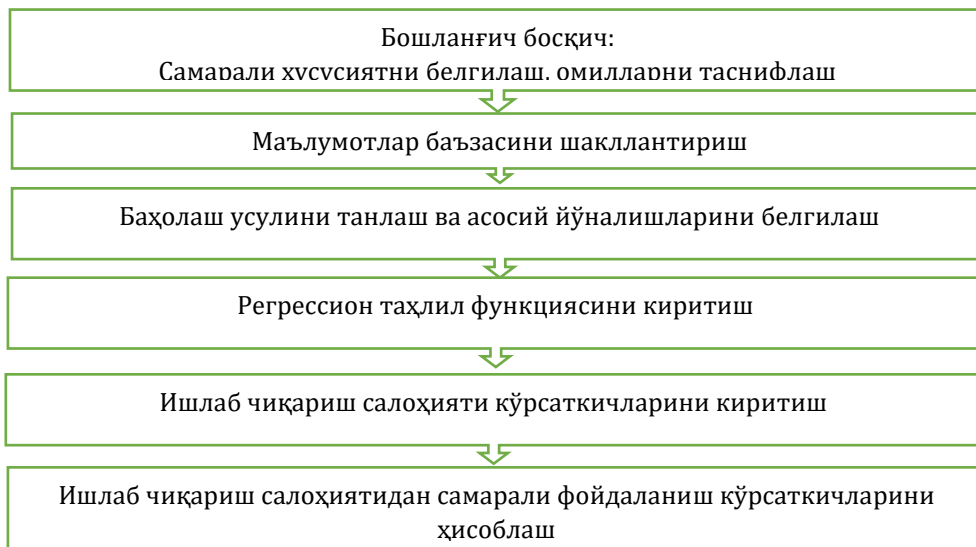 Бошланғич босқич:
Самарали хусусиятни белгилаш, омилларни таснифлаш
Маълумотлар баъзасини шакллантириш
Баҳолаш усулини танлаш ва асосий йўналишларини белгилаш
Регрессион таҳлил функциясини киритиш
Ишлаб чиқариш салоҳияти кўрсаткичларини киритиш
Ишлаб чиқариш салоҳиятидан самарали фойдаланиш кўрсаткичларини
ҳисоблаш